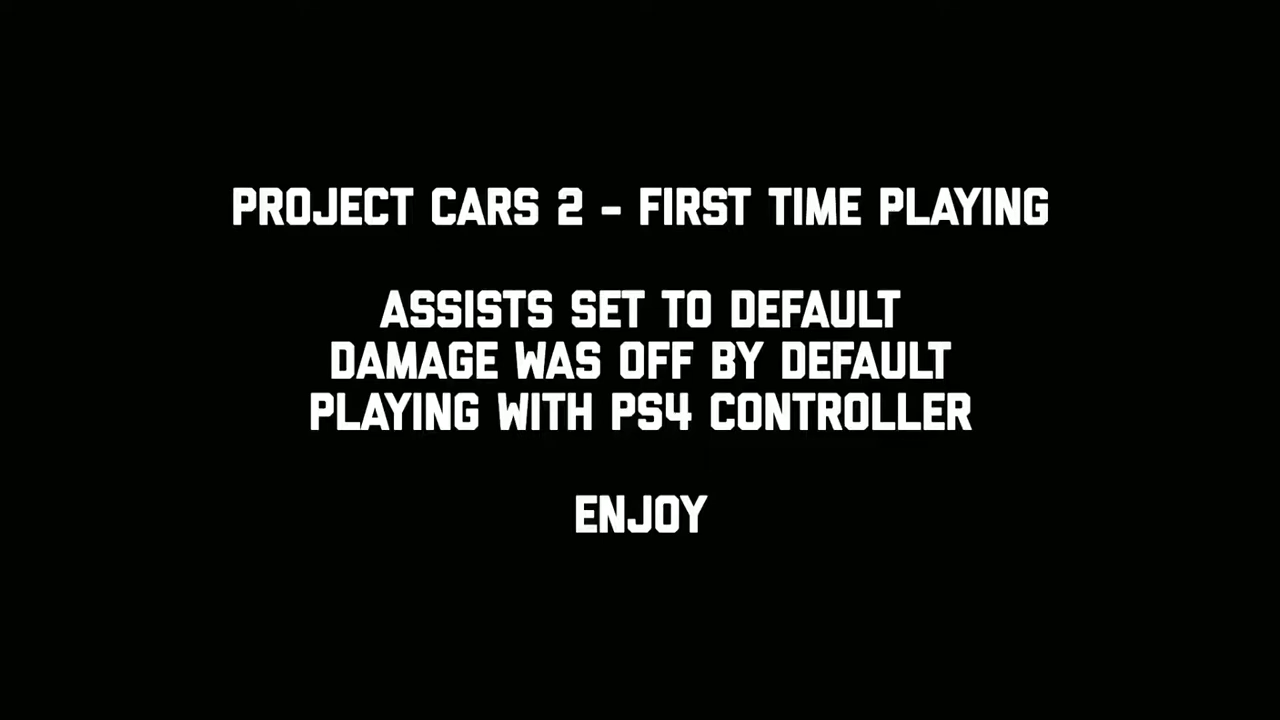 PROJECT CARS 2 - FIRST TIME PLAYING
ASSISTS SET TO DEFAULT
DAMAGE WAS OFF BY DEFAULT
PLAYING WITH PS4 CONTROLLER
ENJOY